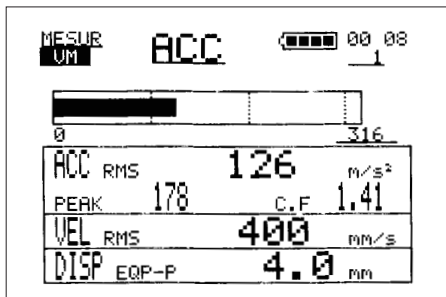 MESUR ACC 00 08
VM 1
0 316
ACC RMS 126 m/s²
PEAK 178 C.F 1.41
VEL RMS 400 mm/s
DISP EQP-P 4.0 mm